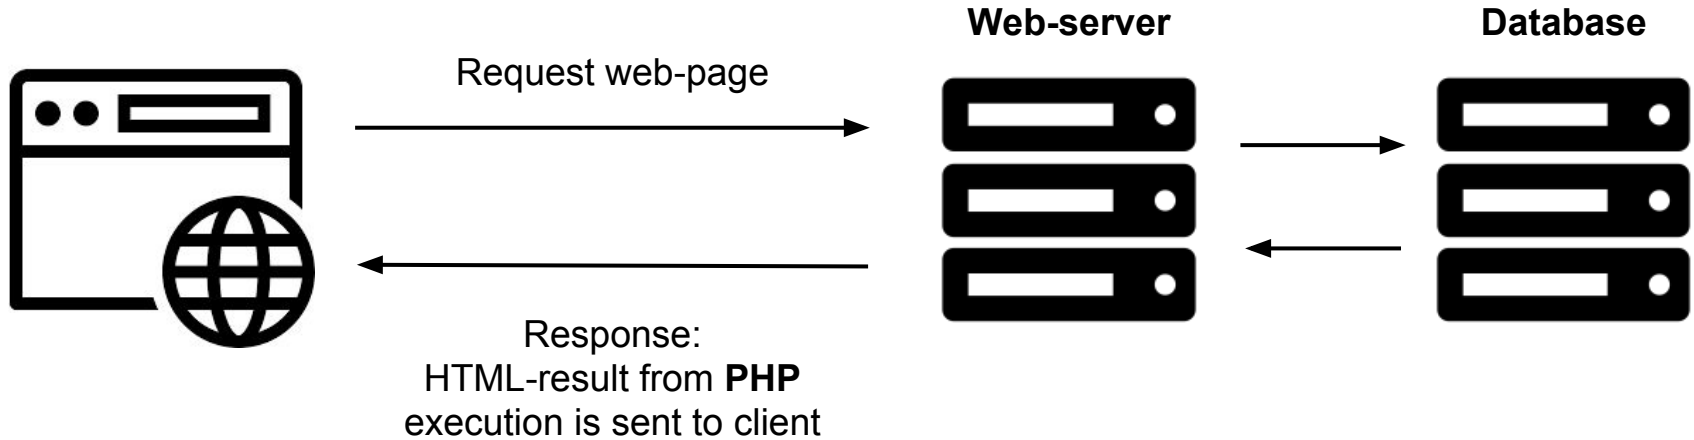 Web-server
Database
Request web-page
Response:
HTML-result from PHP
execution is sent to client